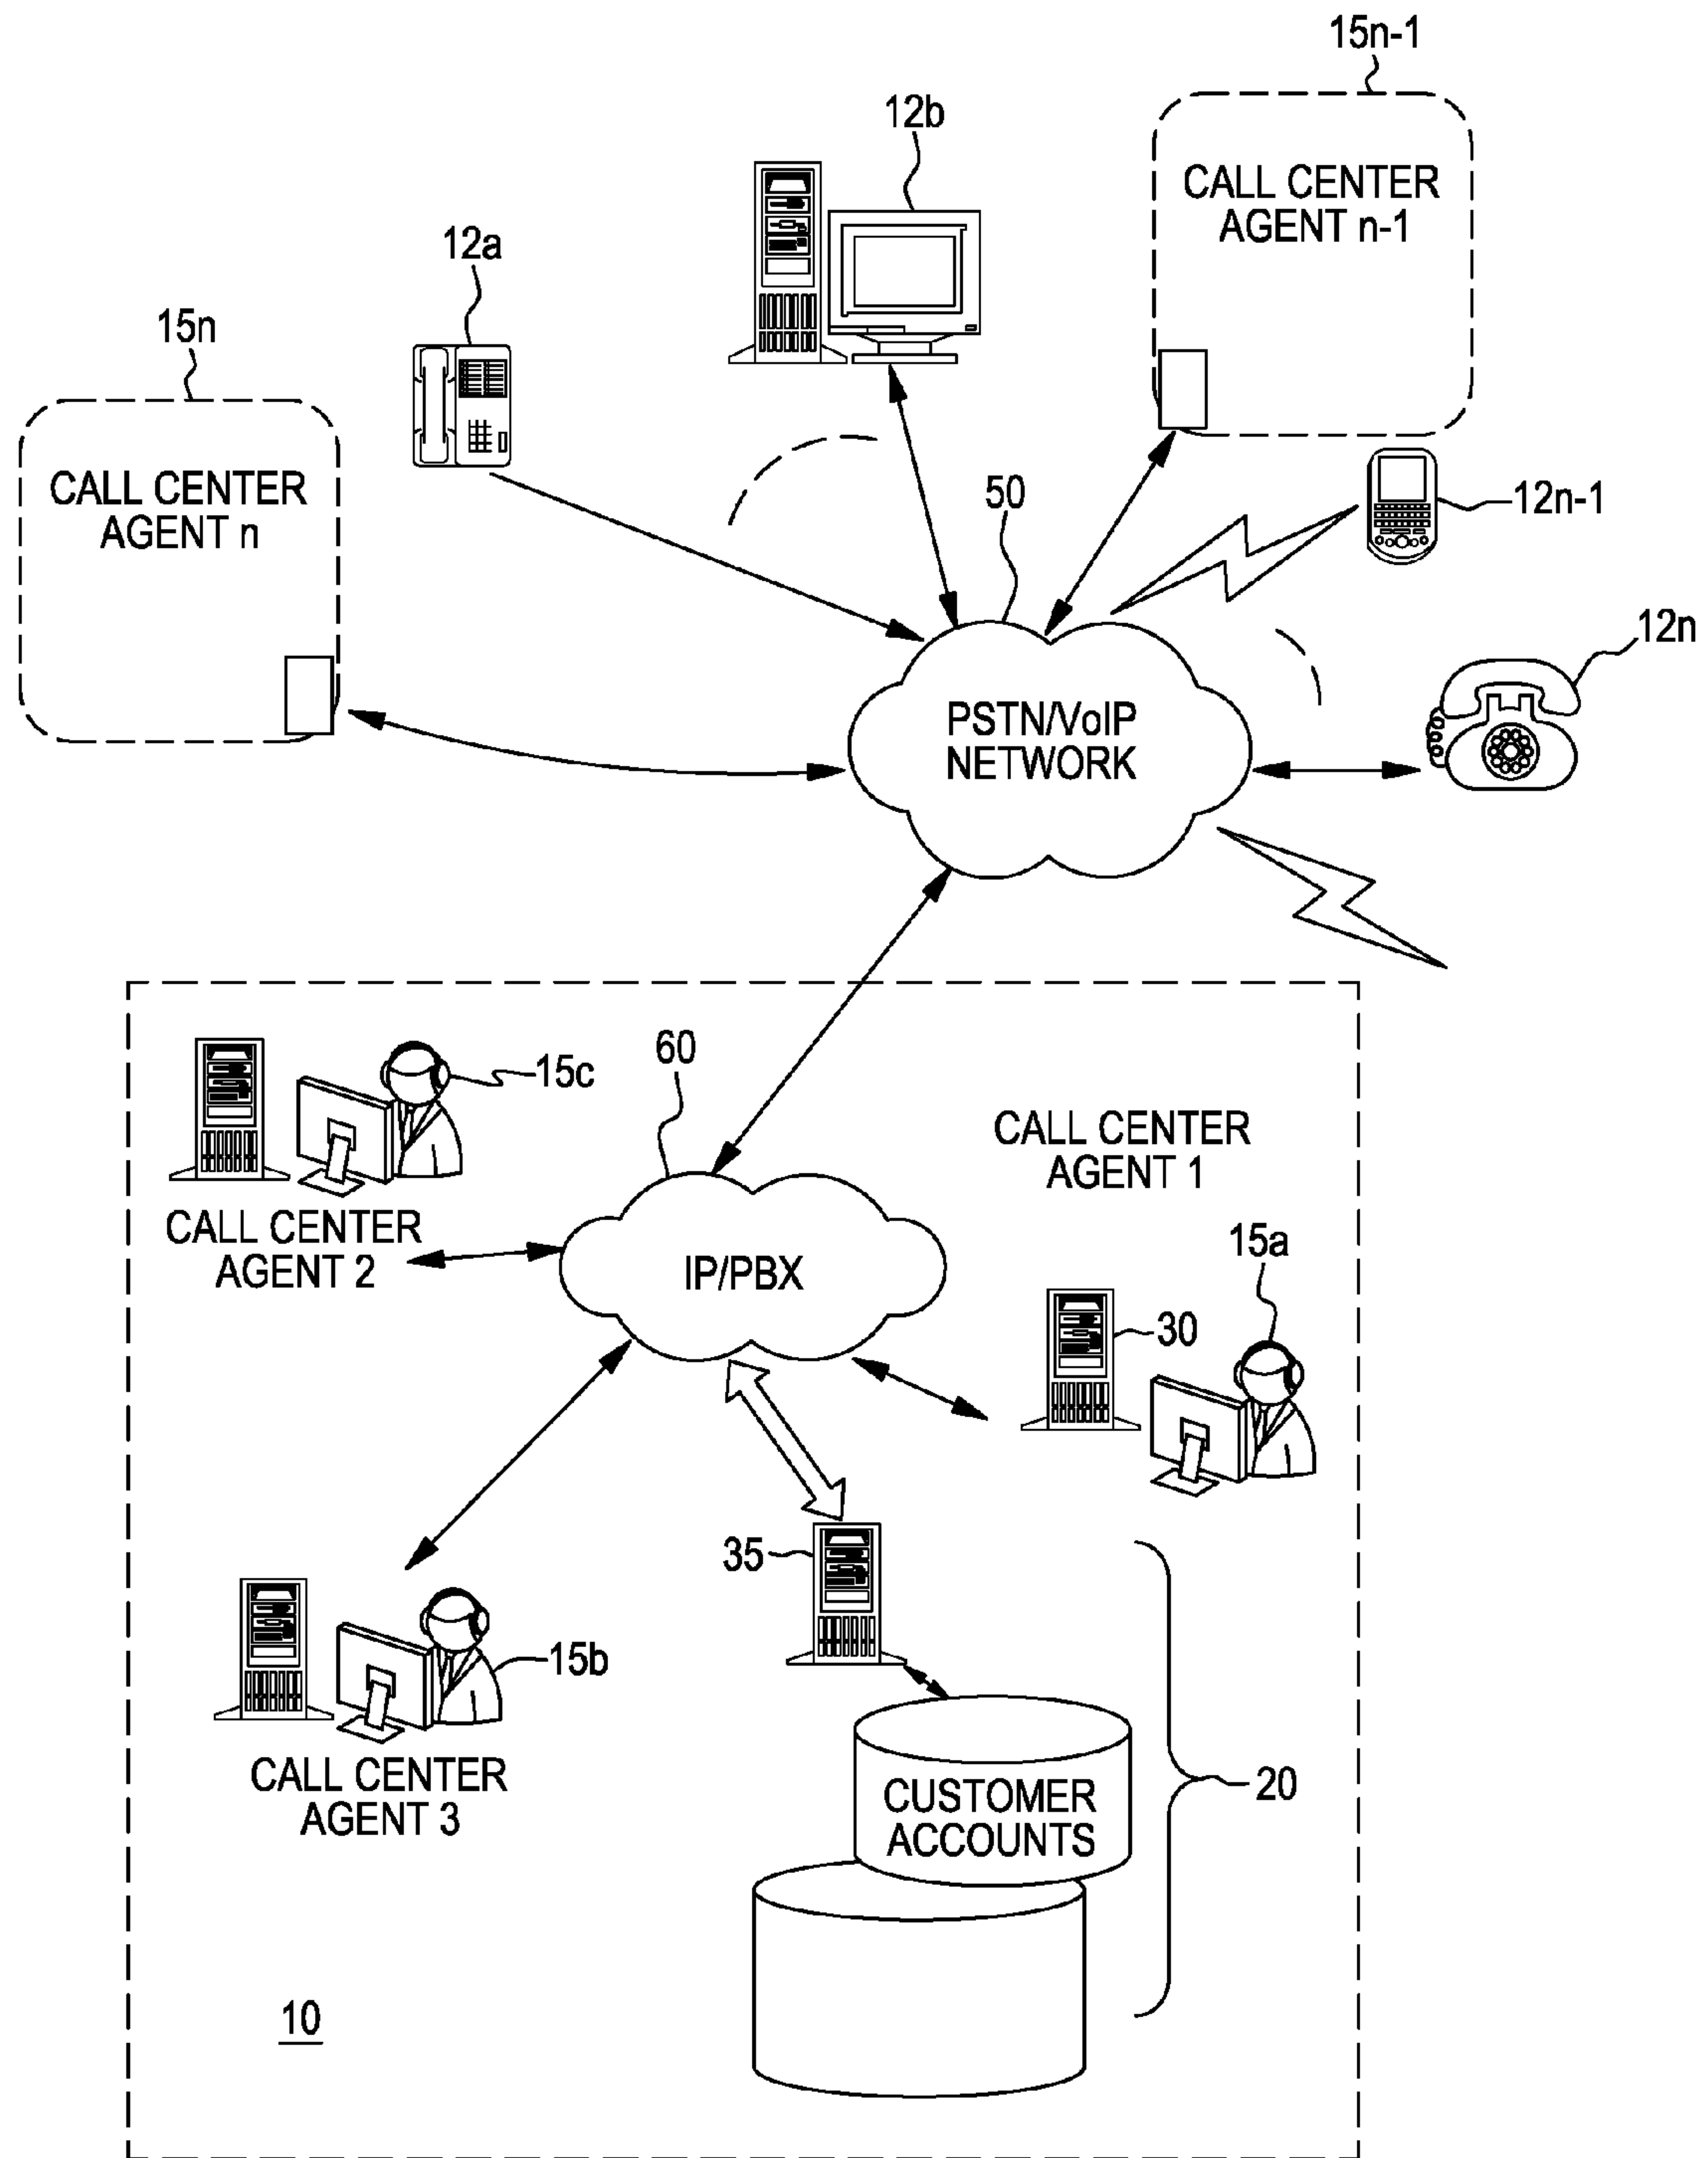 15n-1
12b
CALL CENTER
AGENT n-1
12a
15n
CALL CENTER
AGENT n
50
12n-1
12n
PSTN/VoIP
NETWORK
60
15c
CALL CENTER
AGENT 1
CALL CENTER
AGENT 2
IP/PBX
15a
30
35
15b
CALL CENTER
AGENT 3
CUSTOMER
ACCOUNTS
20
10